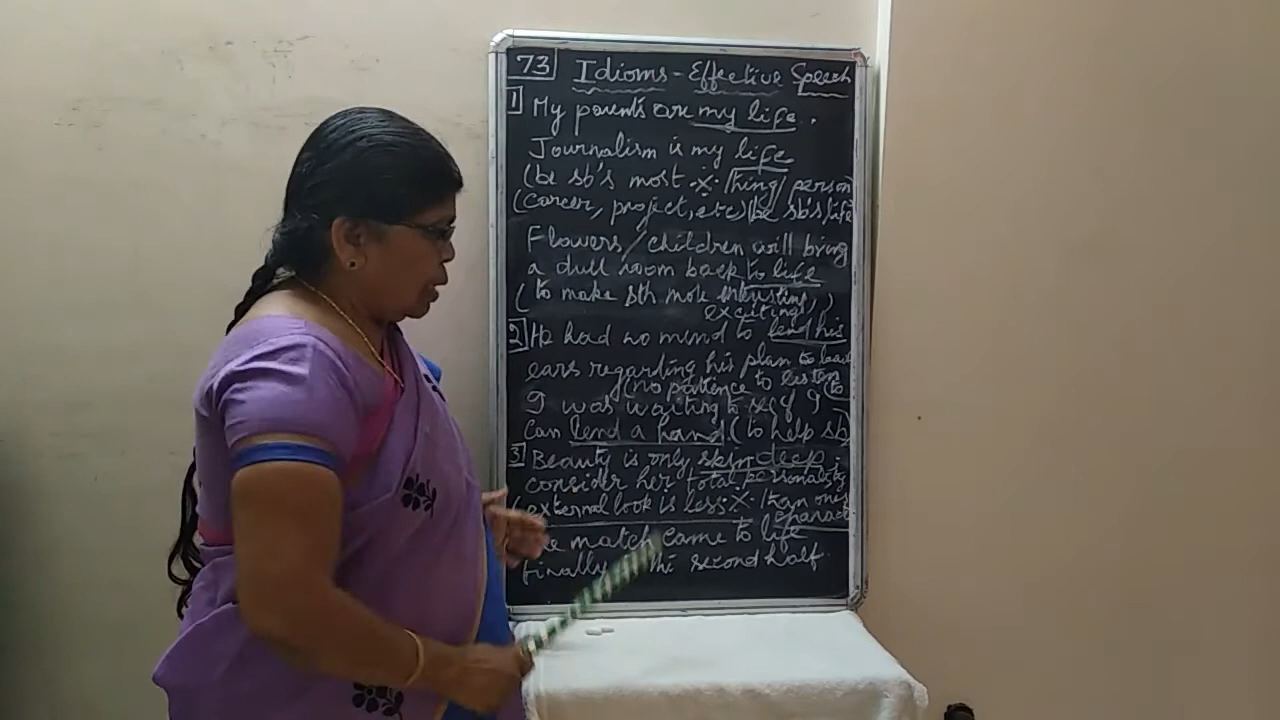 73 Idioms - Effective Speech
1 My parents are my life.
Journalism is my life
(be sb's most .x. thing/person
(career, project, etc) (be sb's life
Flowers/children will bring
a dull room back to life
(to make sth more interesting,)
exciting
2 He had no mind to lend his
ears regarding his plan to
(no patience to listen to
I was waiting to see if I
can lend a hand (to help sb)
3 Beauty is only skin-deep.
consider her total personality
(external look is less .x. than one's
charact
match came to life
finally the second half.